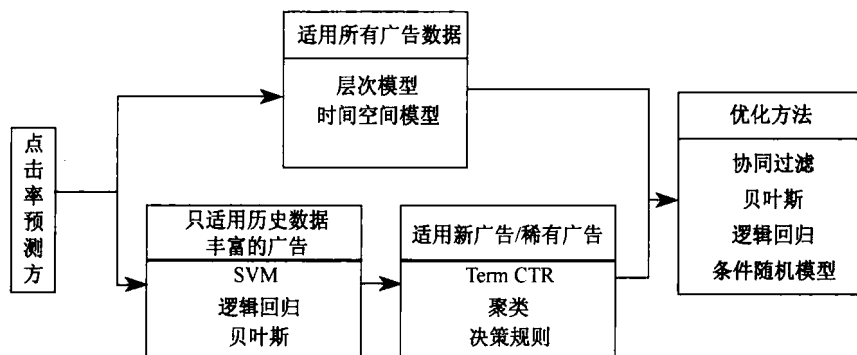 点
击
率
预
测
方
适用所有广告数据
层次模型
时间空间模型
只适用历史数据
丰富的广告
SVM
逻辑回归
贝叶斯
适用新广告/稀有广告
Term CTR
聚类
决策规则
优化方法
协同过滤
贝叶斯
逻辑回归
条件随机模型